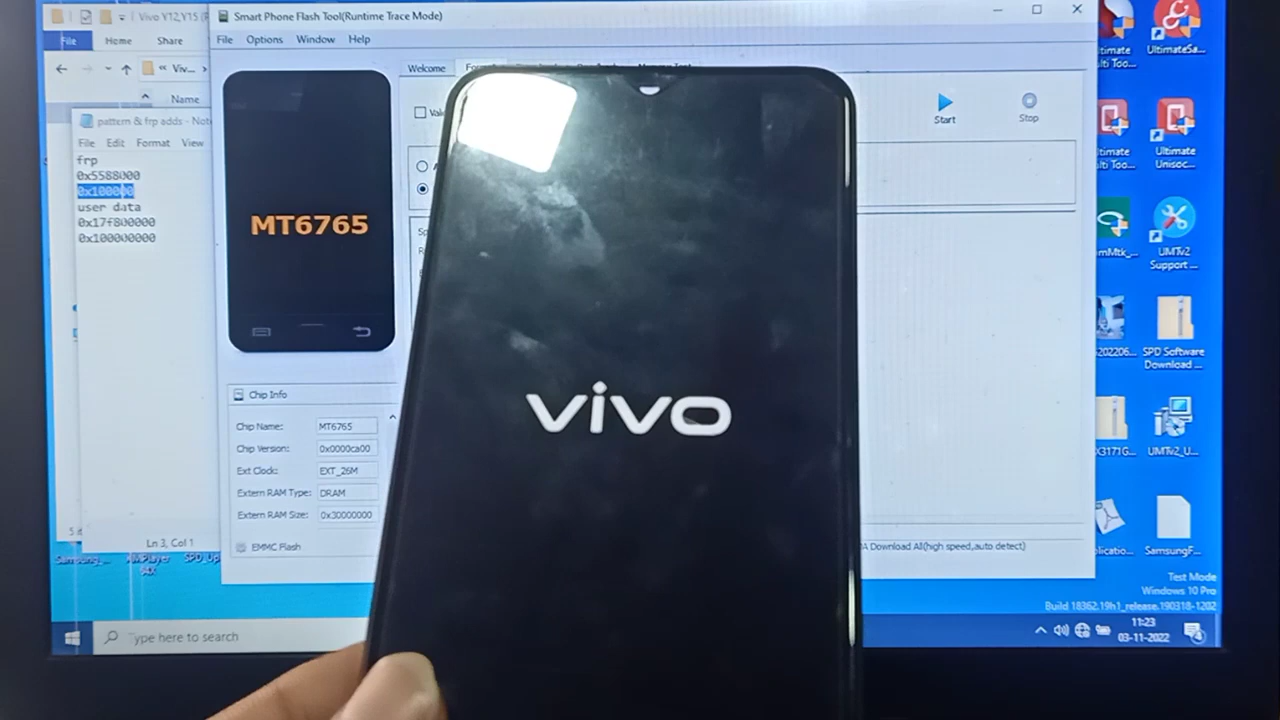 Vivo Y12,Y15
File
Home
Share
Viv...
Name
pattern & frp adds - Not
File Edit Format View
frp
0x5588000
0x100000
user data
0x17f800000
0x100000000
Ln 3, Col 1
Smart Phone Flash Tool(Runtime Trace Mode)
File Options Window Help
Welcome
Start
Stop
MT6765
Chip Info
Chip Name: MT6765
Chip Version: 0x0000ca00
Ext Clock: EXT_26M
Extern RAM Type: DRAM
Extern RAM Size: 0x30000000
EMMC Flash
A Download All(high speed,auto detect)
vivo
UltimateSa...
Ultimate
Unisoc...
UMTv2
Support ...
SPD Software
Download ...
UMTv2_U...
SamsungF...
Test Mode
Windows 10 Pro
Build 18362.19h1_release.190318-1202
Type here to search
11:23
03-11-2022